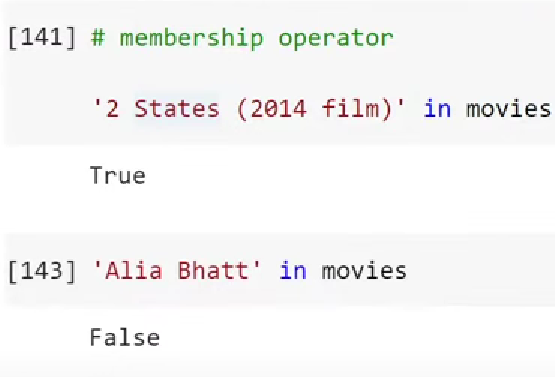 [141] # membership operator
'2 States (2014 film)' in movies
True
[143] 'Alia Bhatt' in movies
False